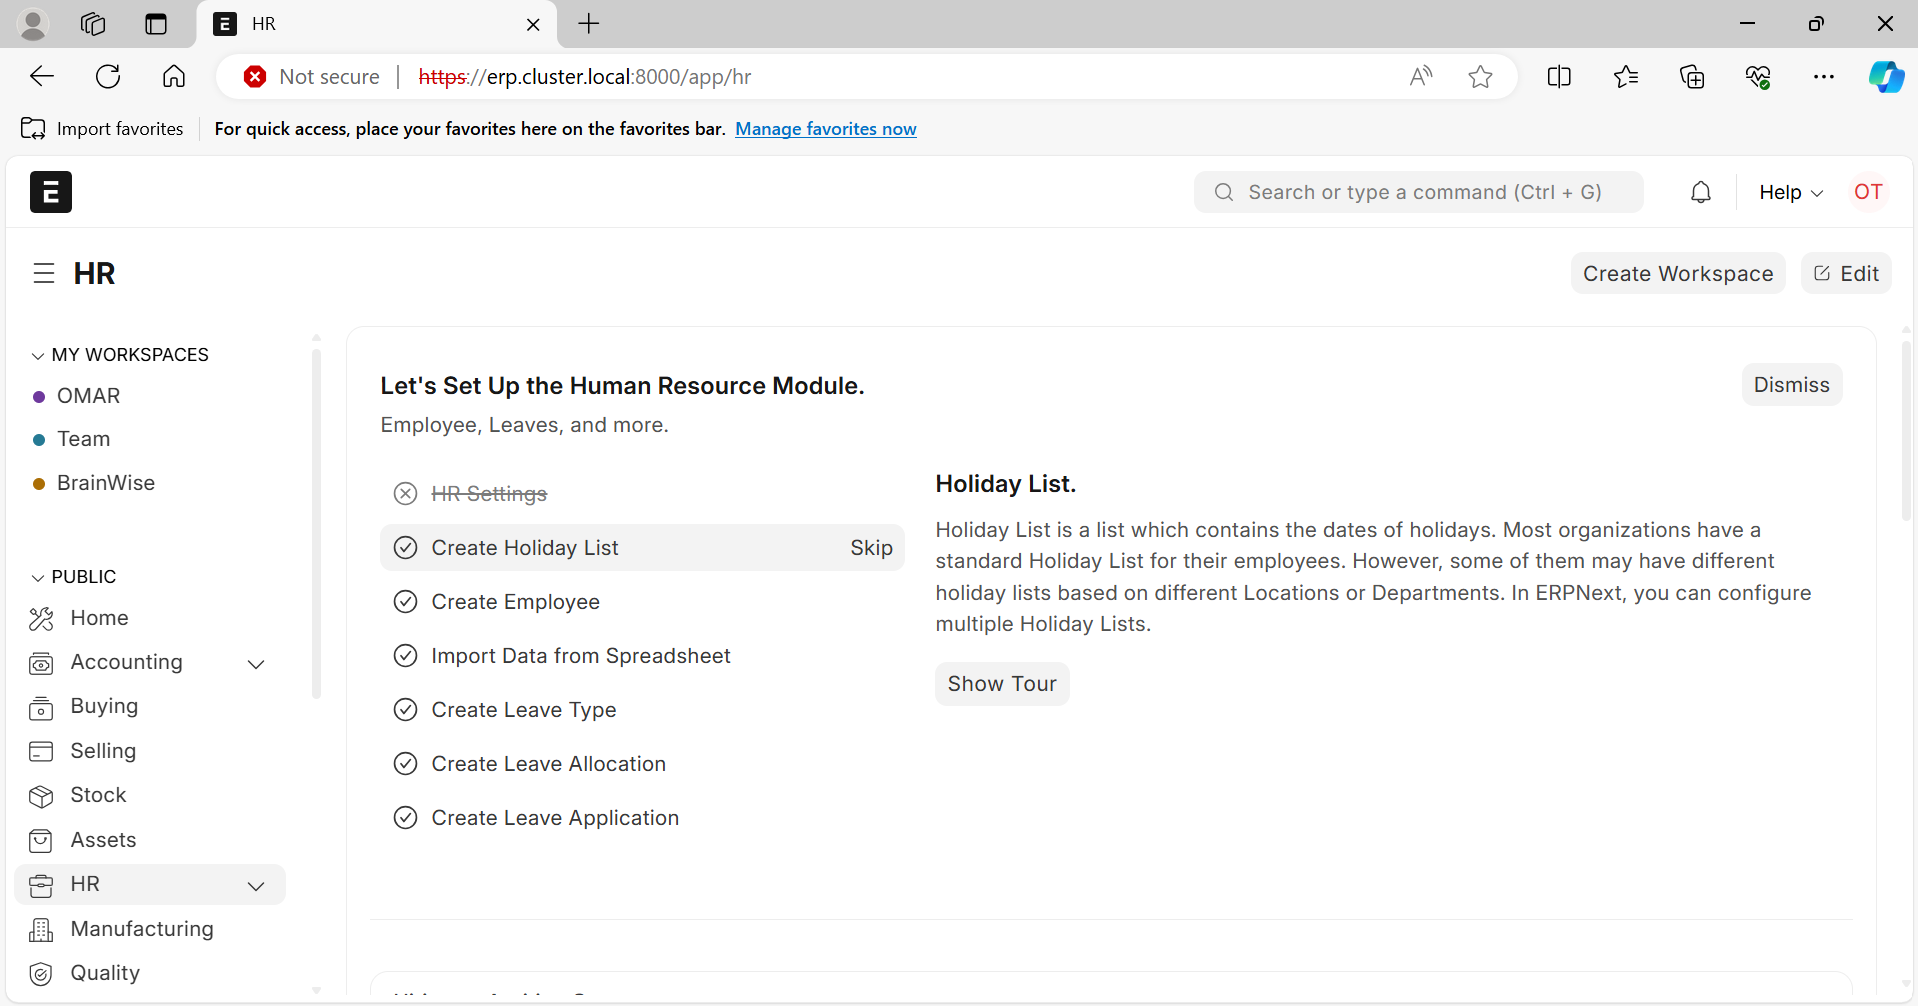 HR
Not secure
https://erp.cluster.local:8000/app/hr
Import favorites
For quick access, place your favorites here on the favorites bar. Manage favorites now
E
Search or type a command (Ctrl + G)
Help
OT
HR
Create Workspace
Edit
MY WORKSPACES
OMAR
Team
BrainWise
PUBLIC
Home
Accounting
Buying
Selling
Stock
Assets
HR
Manufacturing
Quality
Let's Set Up the Human Resource Module.
Dismiss
Employee, Leaves, and more.
HR Settings
Create Holiday List
Skip
Create Employee
Import Data from Spreadsheet
Create Leave Type
Create Leave Allocation
Create Leave Application
Holiday List.
Holiday List is a list which contains the dates of holidays. Most organizations have a
standard Holiday List for their employees. However, some of them may have different
holiday lists based on different Locations or Departments. In ERPNext, you can configure
multiple Holiday Lists.
Show Tour